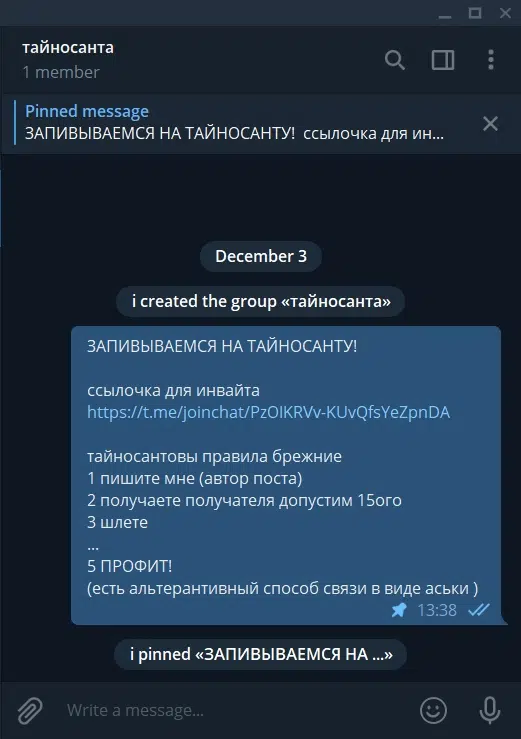 тайносанта
1 member
Pinned message
ЗАПИВЫВАЕМСЯ НА ТАЙНОСАНТУ! ссылочка для ин...
December 3
i created the group «тайносанта»
ЗАПИВЫВАЕМСЯ НА ТАЙНОСАНТУ!
ссылочка для инвайта
https://t.me/joinchat/PzOlKRVv-KUvQfsYeZpnDA
тайносантовы правила брежние
1 пишите мне (автор поста)
2 получаете получателя допустим 15ого
3 шлете
...
5 ПРОФИТ!
(есть альтерантивный способ связи в виде аськи )
13:38
i pinned «ЗАПИВЫВАЕМСЯ НА ...»
Write a message...